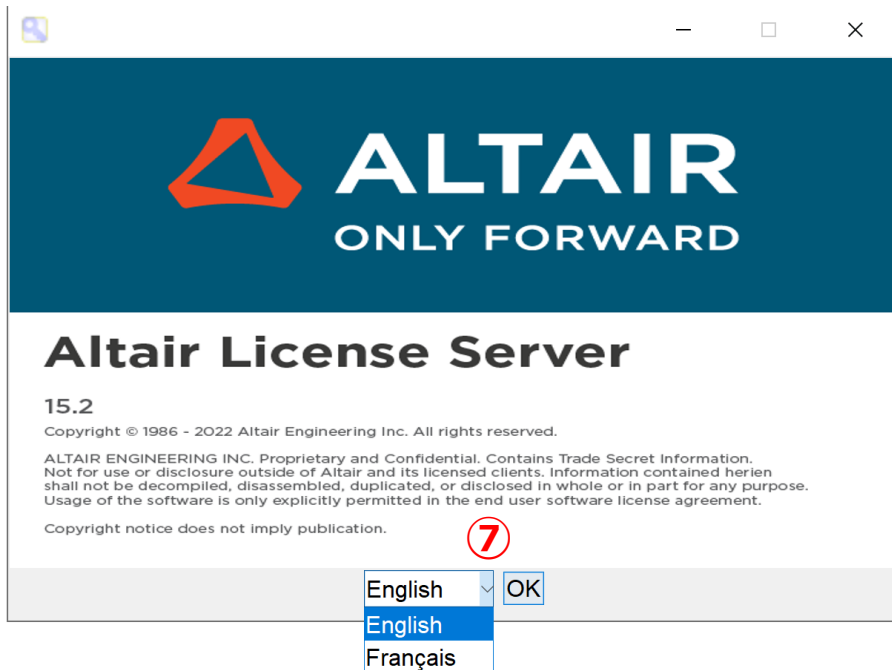 ALTAIR
ONLY FORWARD
Altair License Server
15.2
Copyright © 1986 - 2022 Altair Engineering Inc. All rights reserved.
ALTAIR ENGINEERING INC. Proprietary and Confidential. Contains Trade Secret Information.
Not for use or disclosure outside of Altair and its licensed clients. Information contained herien
shall not be decompiled, disassembled, duplicated, or disclosed in whole or in part for any purpose.
Usage of the software is only explicitly permitted in the end user software license agreement.
Copyright notice does not imply publication.
⑦
English OK
English
Français